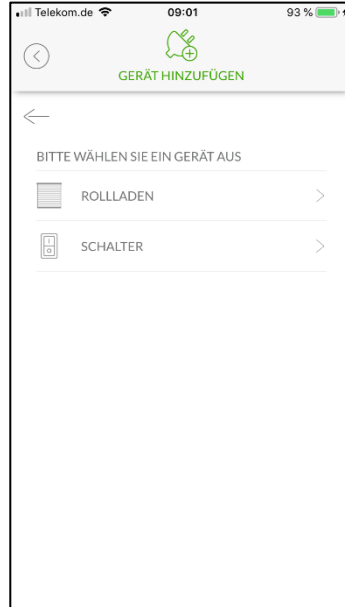 Telekom.de 09:01 93 %
GERÄT HINZUFÜGEN
BITTE WÄHLEN SIE EIN GERÄT AUS
ROLLLADEN
SCHALTER